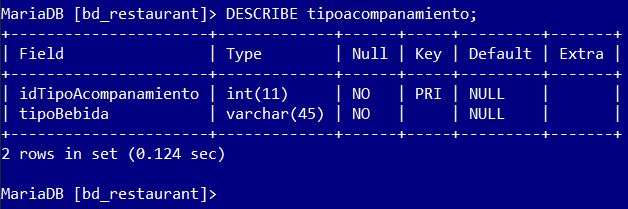 MariaDB [bd_restaurant]> DESCRIBE tipoacompanamiento;
+--------------------+-------------+------+-----+---------+-------+
| Field              | Type        | Null | Key | Default | Extra |
+--------------------+-------------+------+-----+---------+-------+
| idTipoAcompanamiento | int(11)     | NO   | PRI | NULL    |       |
| tipoBebida         | varchar(45) | NO   |     | NULL    |       |
+--------------------+-------------+------+-----+---------+-------+
2 rows in set (0.124 sec)
MariaDB [bd_restaurant]>